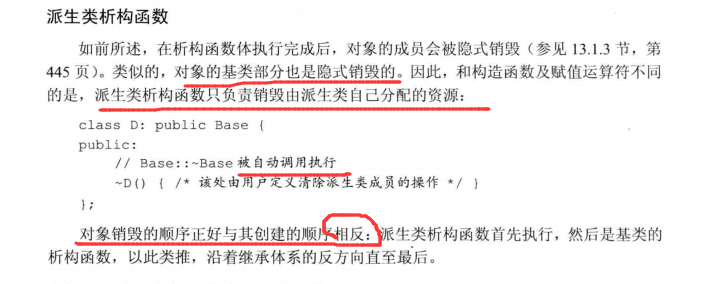 派生类析构函数
如前所述，在析构函数体执行完成后，对象的成员会被隐式销毁（参见 13.1.3 节，第
445 页）。类似的，对象的基类部分也是隐式销毁的。因此，和构造函数及赋值运算符不同
的是，派生类析构函数只负责销毁由派生类自己分配的资源：
class D: public Base {
public:
// Base::~Base 被自动调用执行
~D() { /* 该处由用户定义清除派生类成员的操作 */ }
};
对象销毁的顺序正好与其创建的顺序相反：派生类析构函数首先执行，然后是基类的
析构函数，以此类推，沿着继承体系的反方向直至最后。